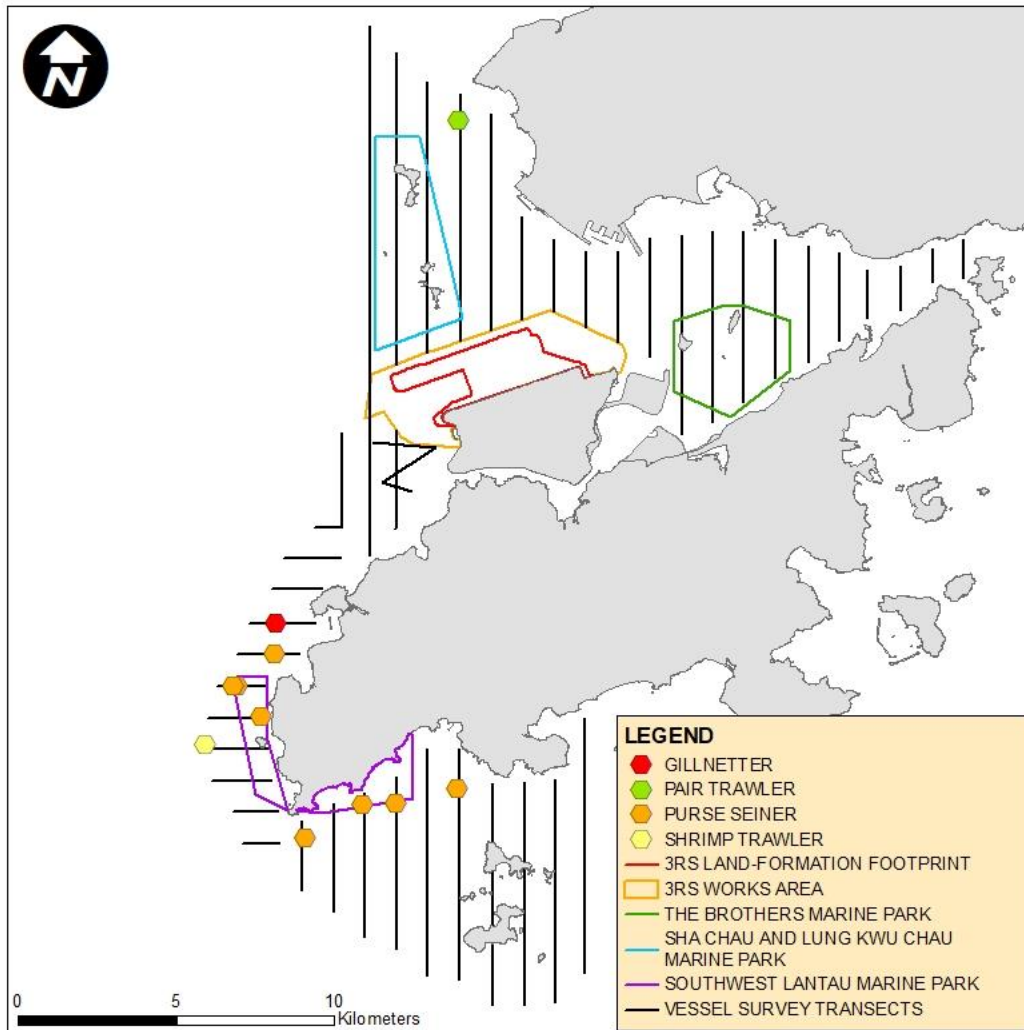 N
LEGEND
GILLNETTER
PAIR TRAWLER
PURSE SEINER
SHRIMP TRAWLER
3RS LAND-FORMATION FOOTPRINT
3RS WORKS AREA
THE BROTHERS MARINE PARK
SHA CHAU AND LUNG KWU CHAU
MARINE PARK
SOUTHWEST LANTAU MARINE PARK
VESSEL SURVEY TRANSECTS
0 5 10
Kilometers